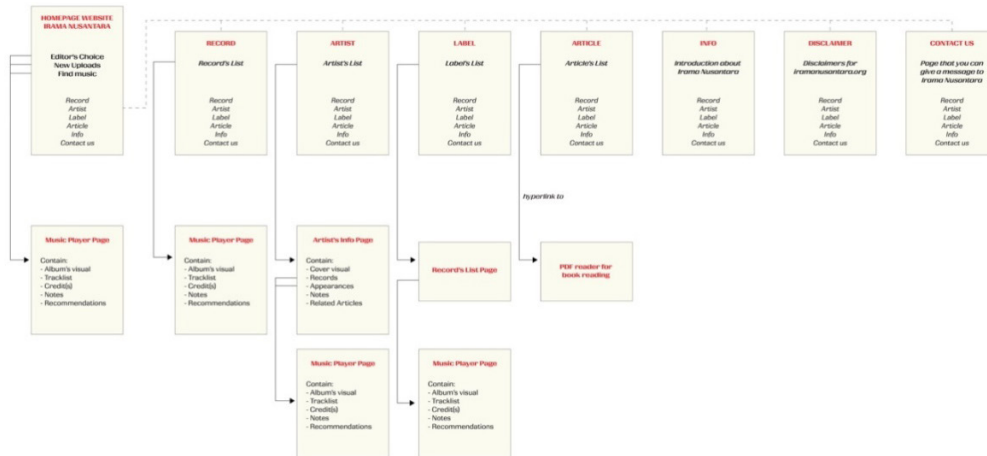 HOMEPAGE WEBSITE
IRAMA NUSANTARA
Editor's Choice
New Uploads
Find music
Record
Artist
Label
Article
Info
Contact us
RECORD
Record's List
Record
Artist
Label
Article
Info
Contact us
ARTIST
Artist's List
Record
Artist
Label
Article
Info
Contact us
LABEL
Label's List
Record
Artist
Label
Article
Info
Contact us
ARTICLE
Article's List
Record
Artist
Label
Article
Info
Contact us
INFO
Introduction about
Irama Nusantara
Record
Artist
Label
Article
Info
Contact us
DISCLAIMER
Disclaimers for
iramanusantara.org
Record
Artist
Label
Article
Info
Contact us
CONTACT US
Page that you can
give a message to
Irama Nusantara
Record
Artist
Label
Article
Info
Contact us
hyperlink to
Music Player Page
Contain:
- Album's visual
- Tracklist
- Credit(s)
- Notes
- Recommendations
Music Player Page
Contain:
- Album's visual
- Tracklist
- Credit(s)
- Notes
- Recommendations
Artist's Info Page
Contain:
- Cover visual
- Records
- Appearances
- Notes
- Related Articles
Record's List Page
PDF reader for
book reading
Music Player Page
Contain:
- Album's visual
- Tracklist
- Credit(s)
- Notes
- Recommendations
Music Player Page
Contain:
- Album's visual
- Tracklist
- Credit(s)
- Notes
- Recommendations